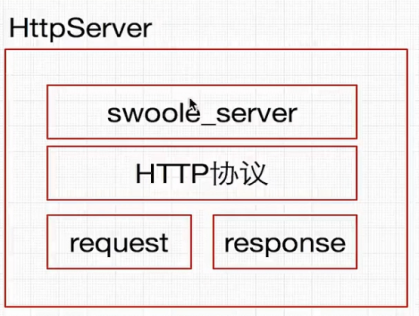 HttpServer
swoole_server
HTTP协议
request
response